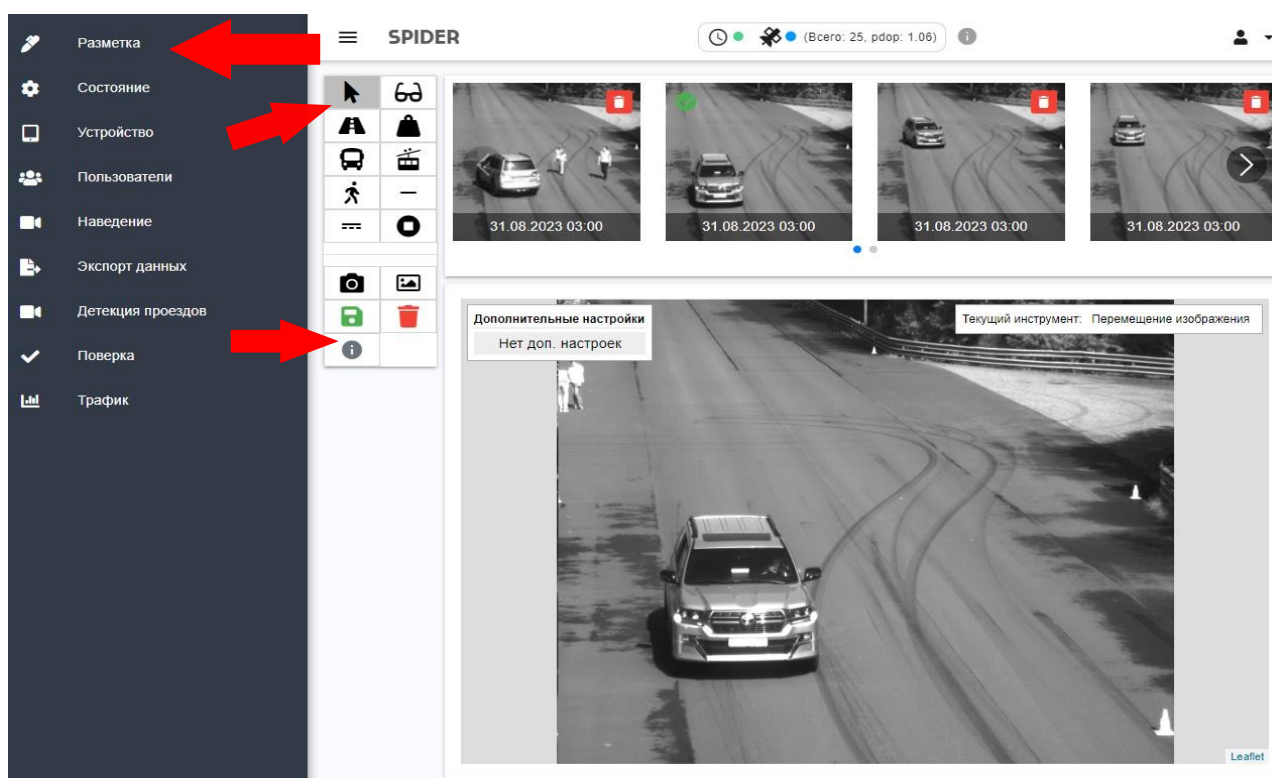 Разметка
Состояние
Устройство
Пользователи
Наведение
Экспорт данных
Детекция проездов
Поверка
Трафик
SPIDER
(Всего: 25, pdop: 1.06)
31.08.2023 03:00
31.08.2023 03:00
31.08.2023 03:00
31.08.2023 03:00
Дополнительные настройки
Нет доп. настроек
Текущий инструмент: Перемещение изображения
Leaflet